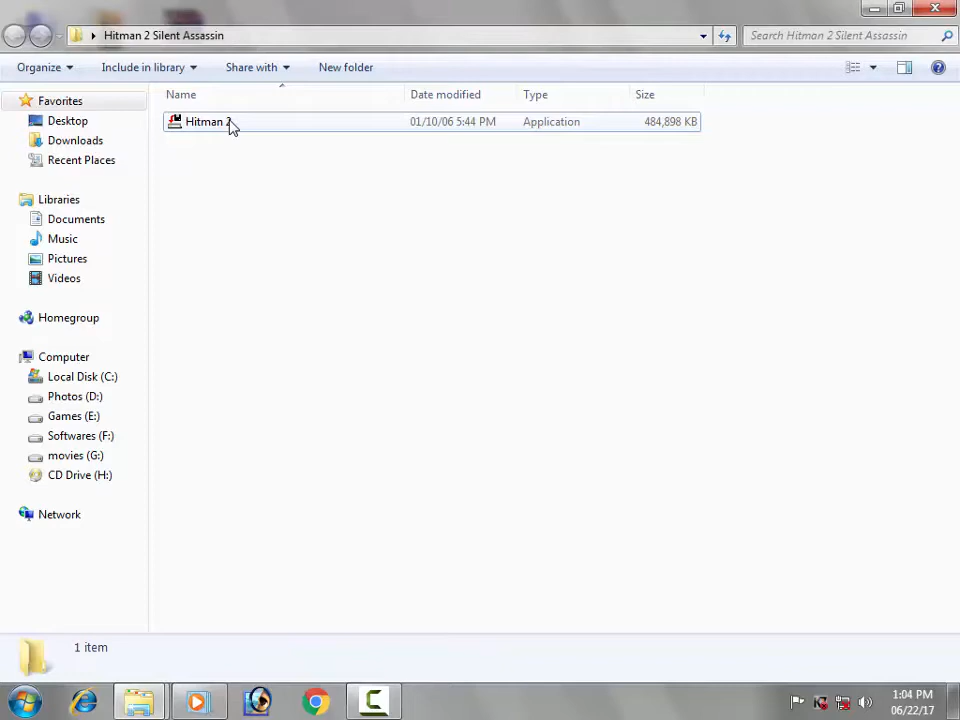 Hitman 2 Silent Assassin
Search Hitman 2 Silent Assassin
Organize Include in library Share with New folder
Name Date modified Type Size
Hitman 2 01/10/06 5:44 PM Application 484,898 KB
Favorites
Desktop
Downloads
Recent Places
Libraries
Documents
Music
Pictures
Videos
Homegroup
Computer
Local Disk (C:)
Photos (D:)
Games (E:)
Softwares (F:)
movies (G:)
CD Drive (H:)
Network
1 item
1:04 PM
06/22/17